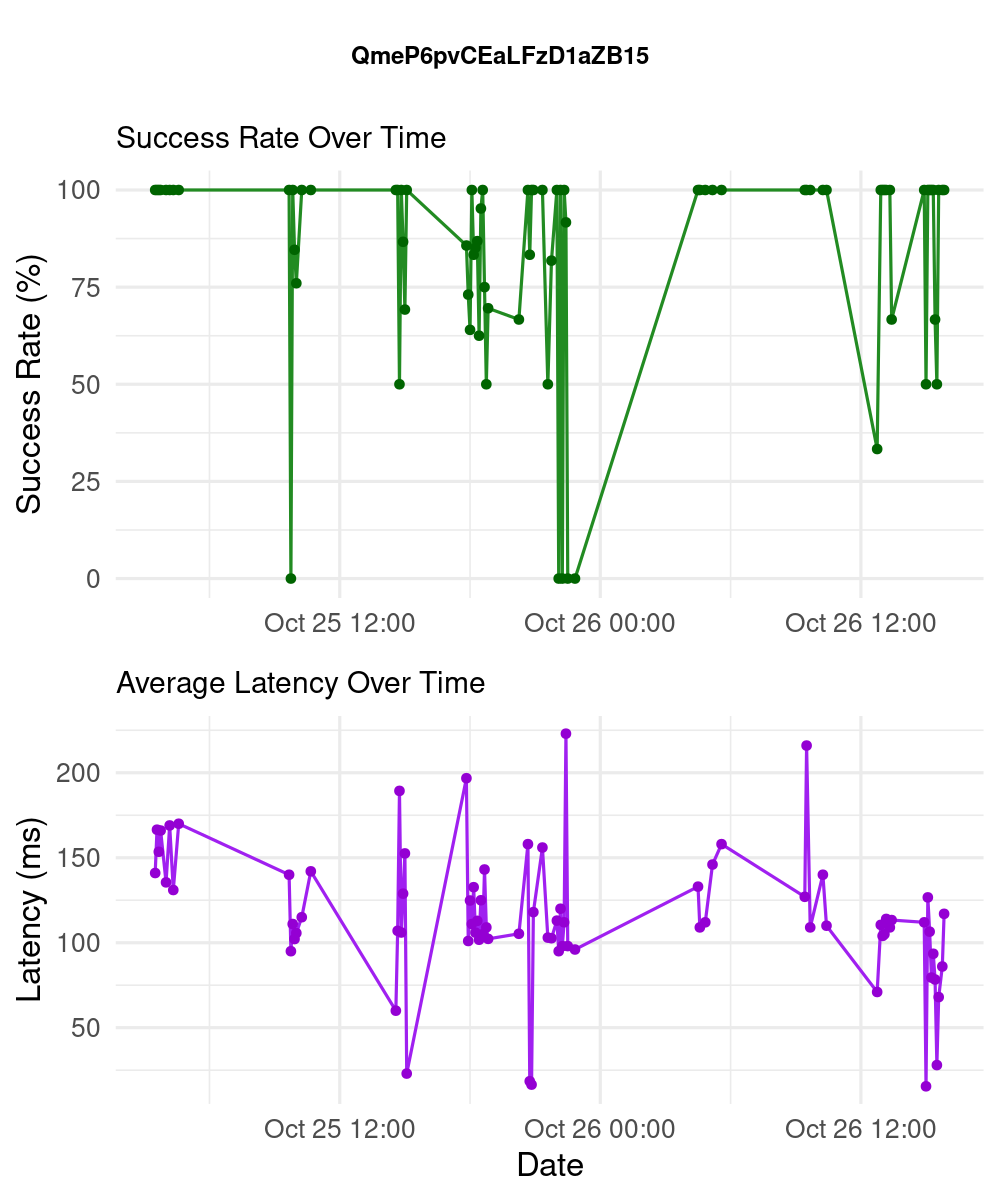 QmeP6pvCEaLFzD1aZB15
Success Rate Over Time
Success Rate (%)
100
75
50
25
0
Oct 25 12:00 Oct 26 00:00 Oct 26 12:00
Average Latency Over Time
Latency (ms)
200
150
100
50
Oct 25 12:00 Oct 26 00:00 Oct 26 12:00
Date